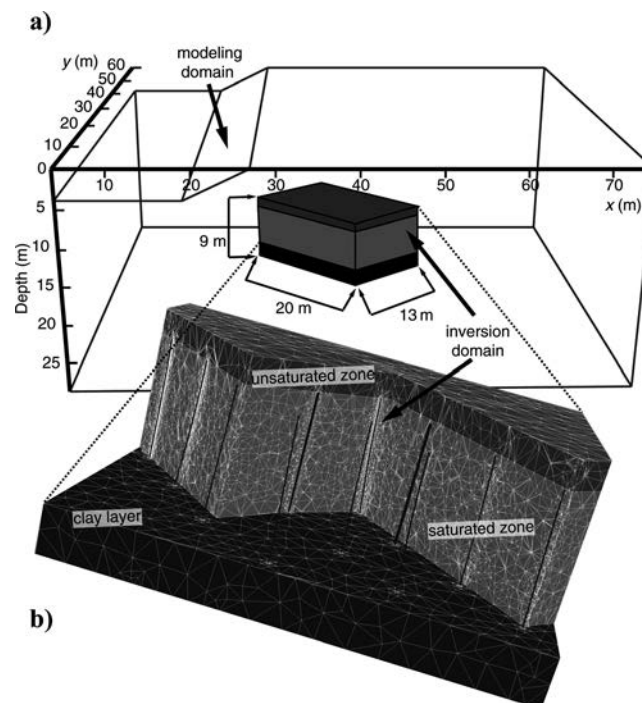 a)
y (m)
60
50
40
30
20
10
0
modeling
domain
10
20
30
40
50
60
70
x (m)
5
10
15
20
25
Depth (m)
9 m
20 m
13 m
inversion
domain
unsaturated zone
clay layer
saturated zone
b)